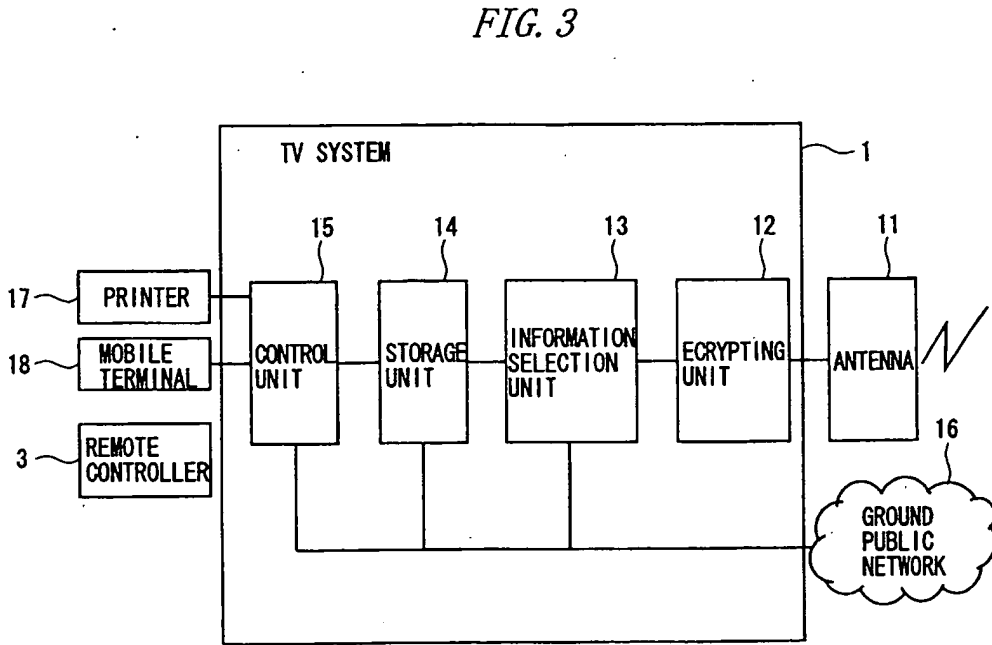 FIG. 3
TV SYSTEM
1
15
14
13
12
11
17
PRINTER
18
MOBILE
TERMINAL
3
REMOTE
CONTROLLER
CONTROL
UNIT
STORAGE
UNIT
INFORMATION
SELECTION
UNIT
ECRYPTING
UNIT
ANTENNA
16
GROUND
PUBLIC
NETWORK